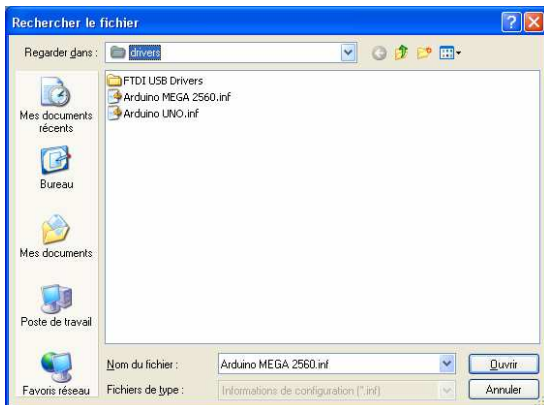 Rechercher le fichier
Regarder dans :
drivers
FTDI USB Drivers
Arduino MEGA 2560.inf
Arduino UNO.inf
Mes documents
récents
Bureau
Mes documents
Poste de travail
Favoris réseau
Nom du fichier :
Arduino MEGA 2560.inf
Ouvrir
Fichiers de type :
Informations de configuration (*.inf)
Annuler